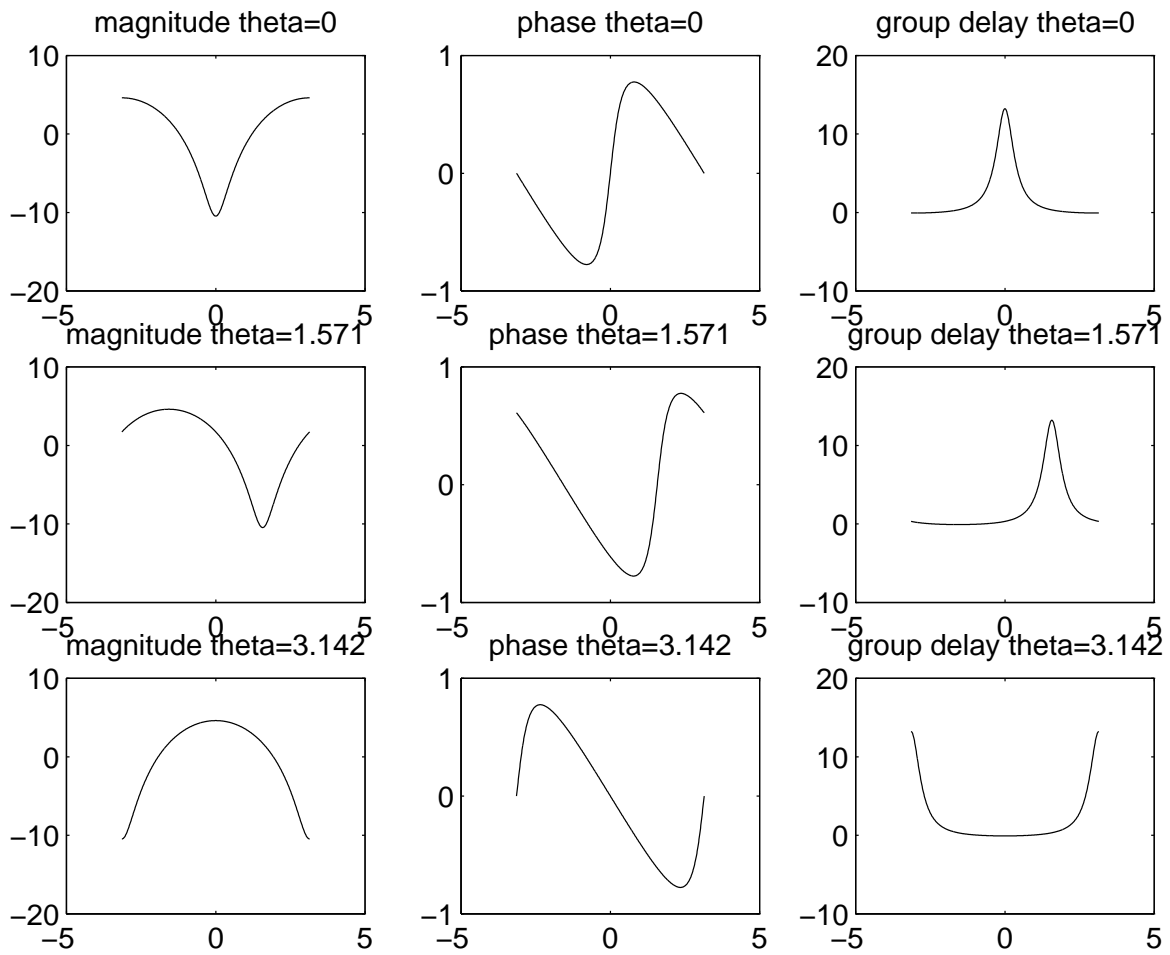 magnitude theta=0
phase theta=0
group delay theta=0
10
0
−10
−20
−5 0 5
1
0
−1
−5 0 5
20
10
0
−10
−5 0 5
magnitude theta=1.571
phase theta=1.571
group delay theta=1.571
10
0
−10
−20
−5 0 5
1
0
−1
−5 0 5
20
10
0
−10
−5 0 5
magnitude theta=3.142
phase theta=3.142
group delay theta=3.142
10
0
−10
−20
−5 0 5
1
0
−1
−5 0 5
20
10
0
−10
−5 0 5